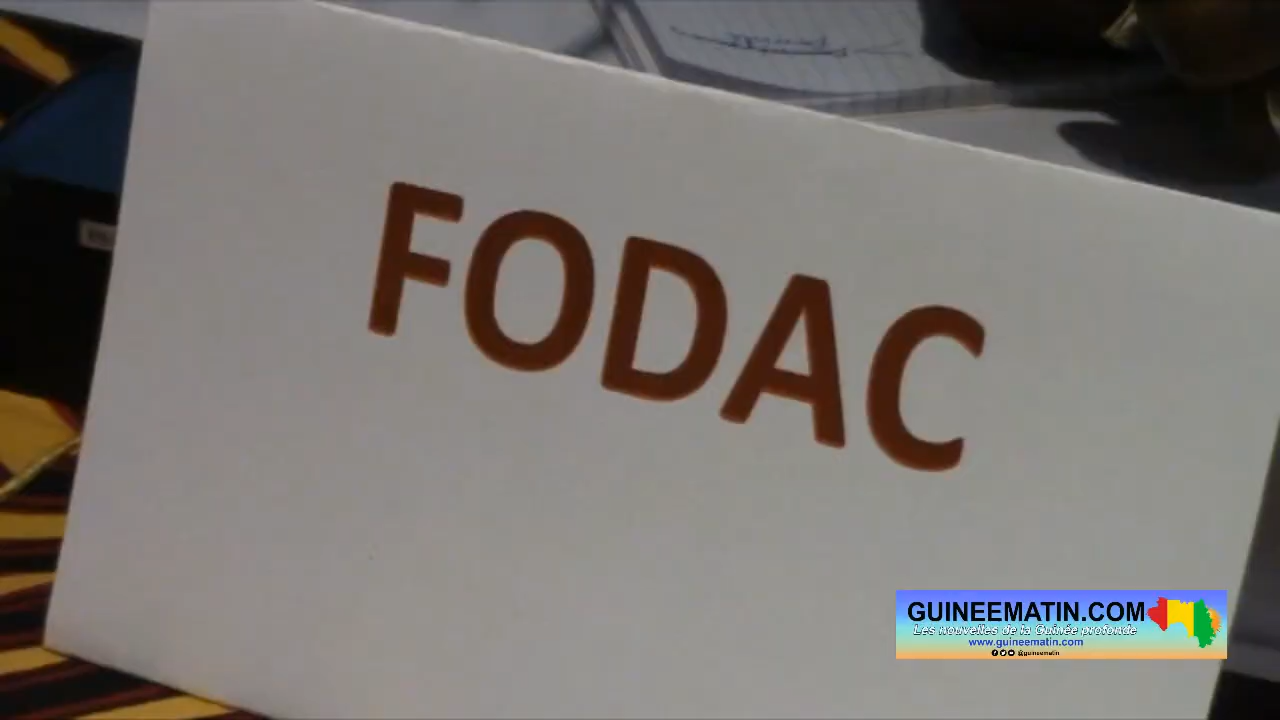 FODAC
GUINEEMATIN.COM
Les nouvelles de la Guinée profonde
www.guineematin.com
@guineematin